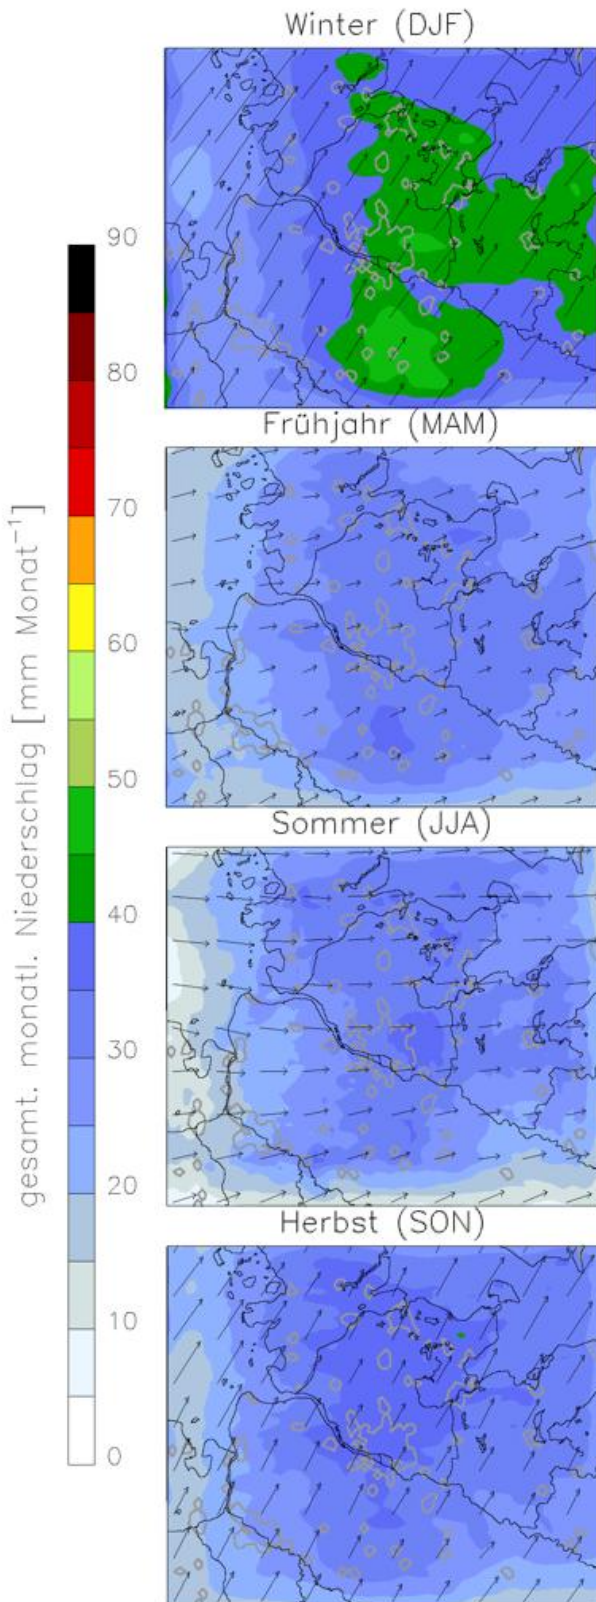 Winter (DJF)
Frühjahr (MAM)
Sommer (JJA)
Herbst (SON)
gesamt. monatl. Niederschlag [mm Monat⁻¹]
90
80
70
60
50
40
30
20
10
0